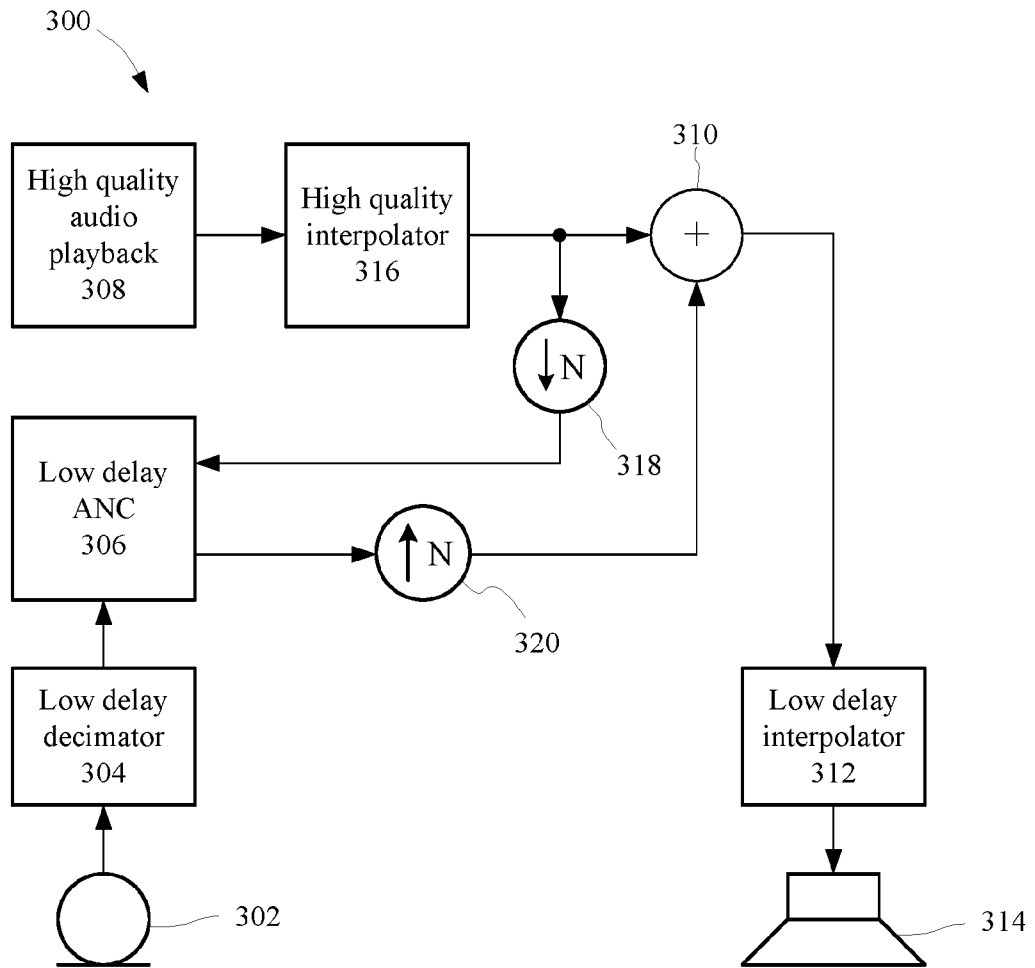 300
310
High quality
audio
playback
308
High quality
interpolator
316
+
N
318
Low delay
ANC
306
N
320
Low delay
decimator
304
Low delay
interpolator
312
302
314